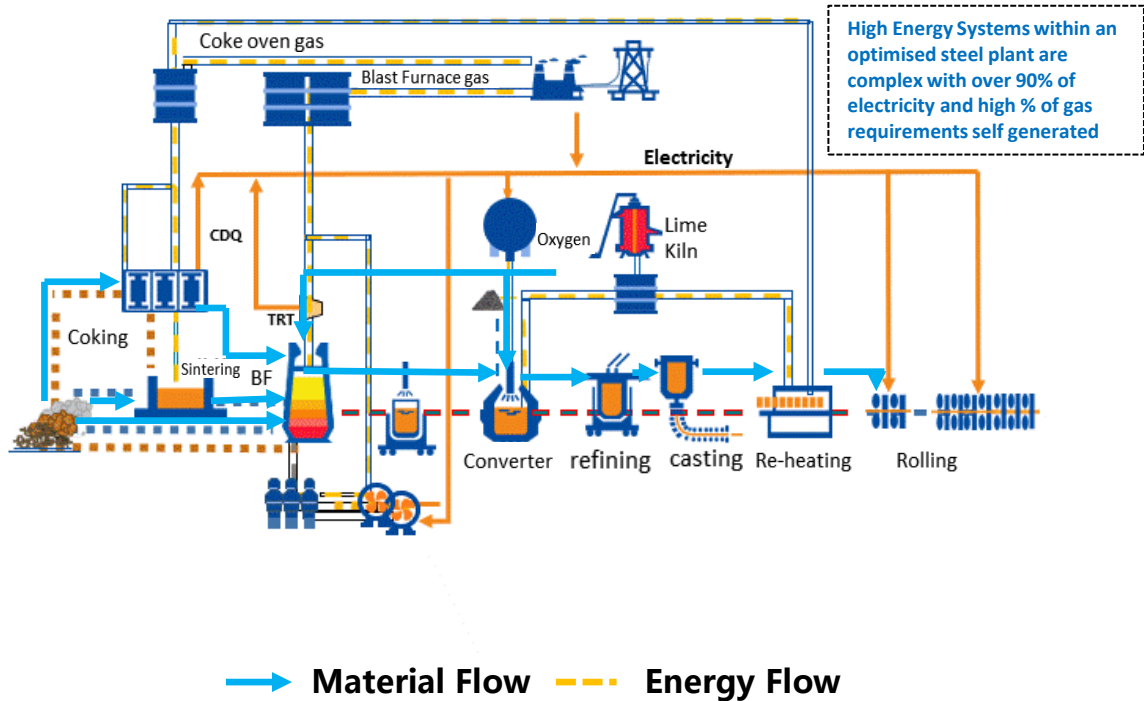 High Energy Systems within an
optimised steel plant are
complex with over 90% of
electricity and high % of gas
requirements self generated
Coke oven gas
Blast Furnace gas
Electricity
CDQ
Oxygen
Lime
Kiln
TRT
Coking
Sintering
BF
Converter
refining
casting
Re-heating
Rolling
Material Flow
Energy Flow